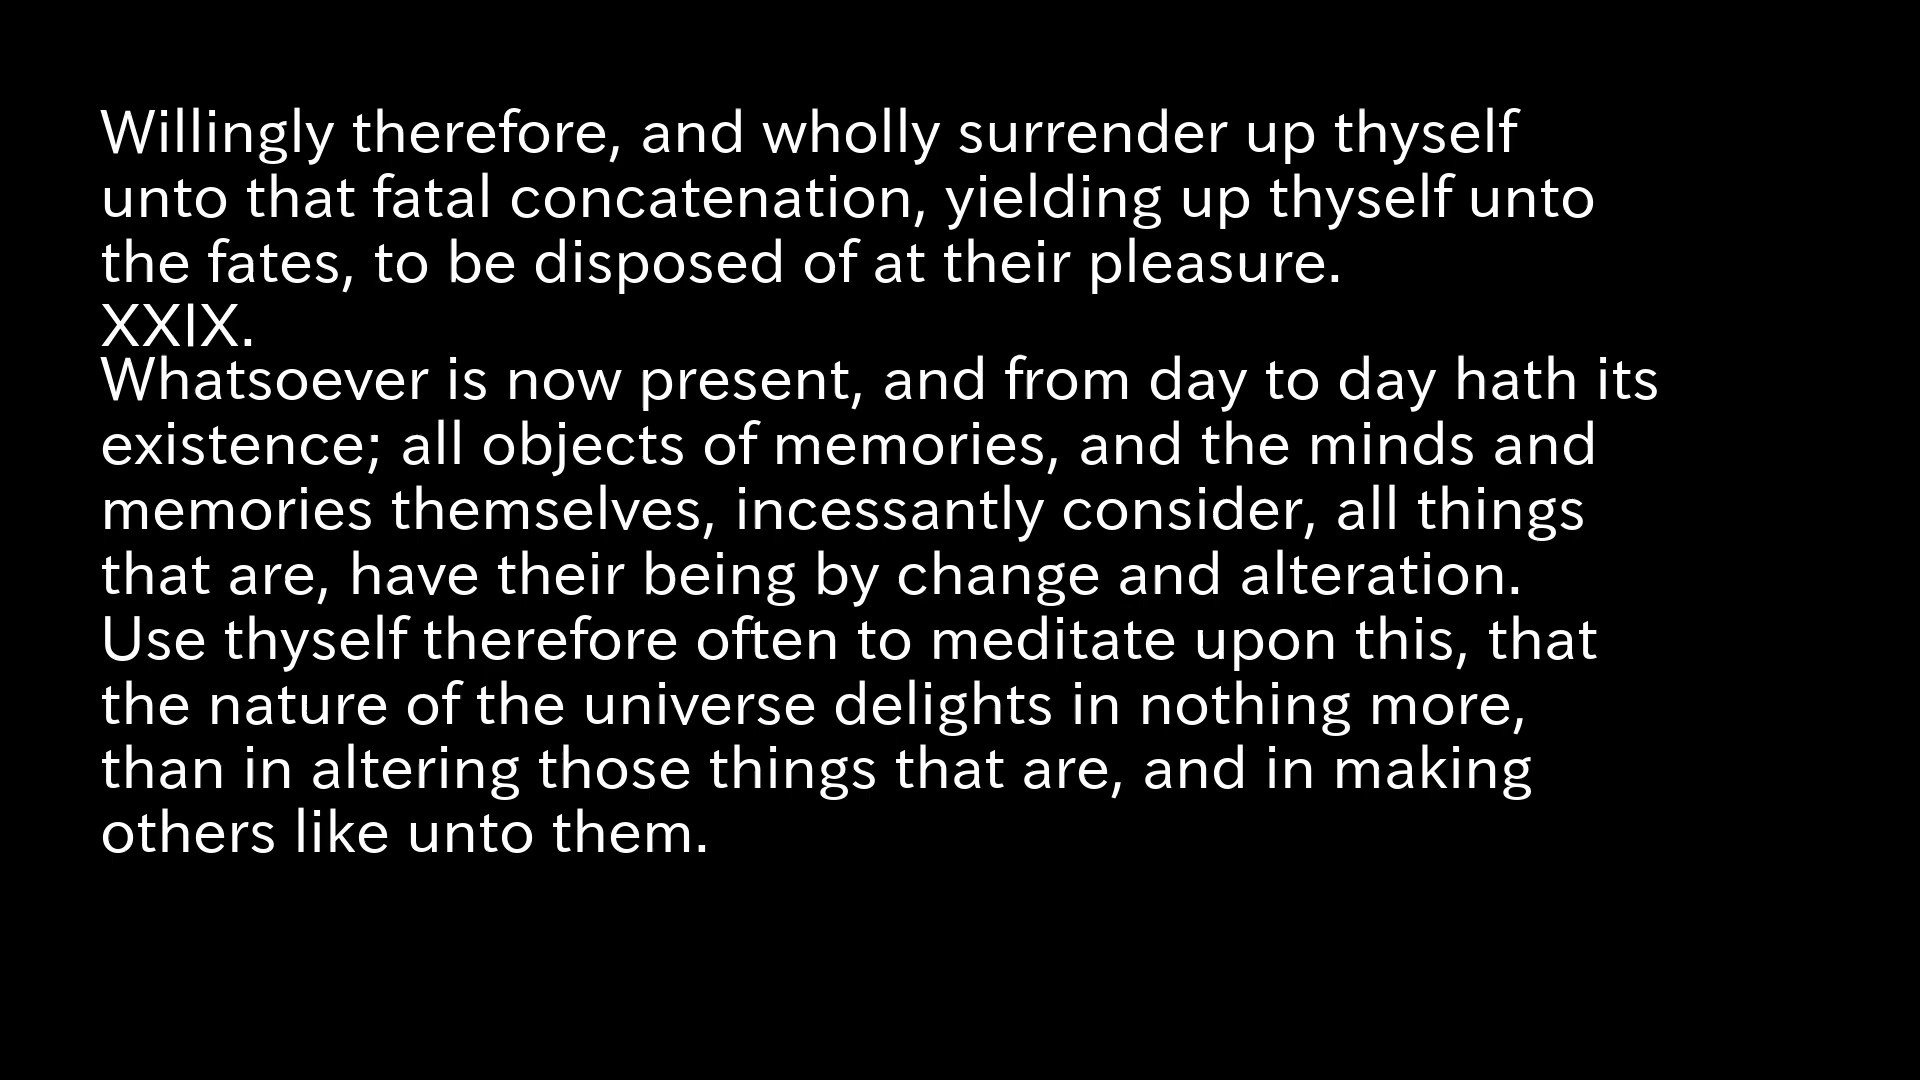 Willingly therefore, and wholly surrender up thyself
unto that fatal concatenation, yielding up thyself unto
the fates, to be disposed of at their pleasure.
XXIX.
Whatsoever is now present, and from day to day hath its
existence; all objects of memories, and the minds and
memories themselves, incessantly consider, all things
that are, have their being by change and alteration.
Use thyself therefore often to meditate upon this, that
the nature of the universe delights in nothing more,
than in altering those things that are, and in making
others like unto them.